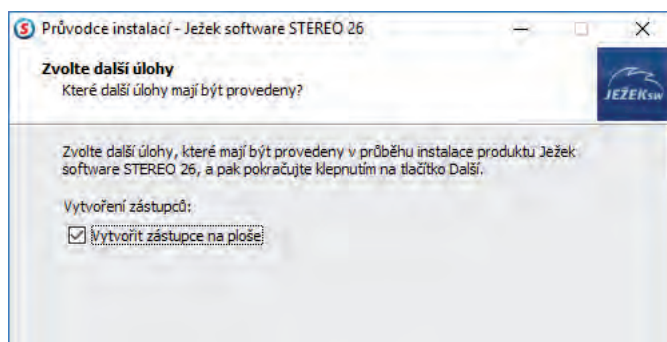 Průvodce instalací - Ježek software STEREO 26
Zvolte další úlohy
Které další úlohy mají být provedeny?
JEŽEKsw
Zvolte další úlohy, které mají být provedeny v průběhu instalace produktu Ježek
software STEREO 26, a pak pokračujte klepnutím na tlačítko Další.
Vytvoření zástupců:
Vytvořit zástupce na ploše